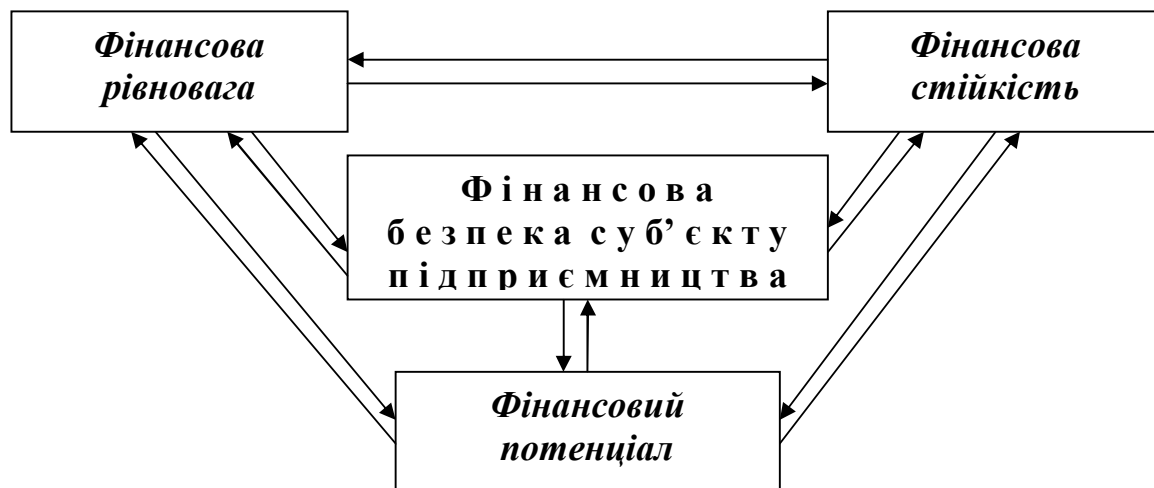 Фінансова
рівновага
Фінансова
стійкість
Фінансова
безпека суб’єкту
підприємництва
Фінансовий
потенціал